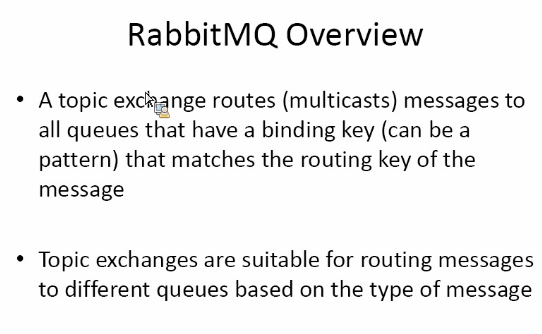 RabbitMQ Overview
• A topic exchange routes (multicasts) messages to
all queues that have a binding key (can be a
pattern) that matches the routing key of the
message
• Topic exchanges are suitable for routing messages
to different queues based on the type of message